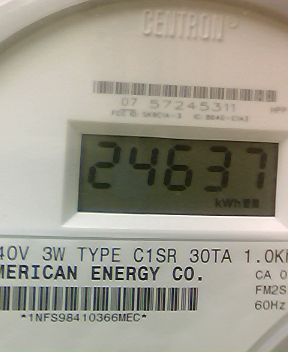 CENTRON
07 57245311
24637
kWh
40V 3W TYPE C1SR 30TA 1.0K
MERICAN ENERGY CO.
CA 0
FM2S
60Hz
*1NFS98410366MEC*